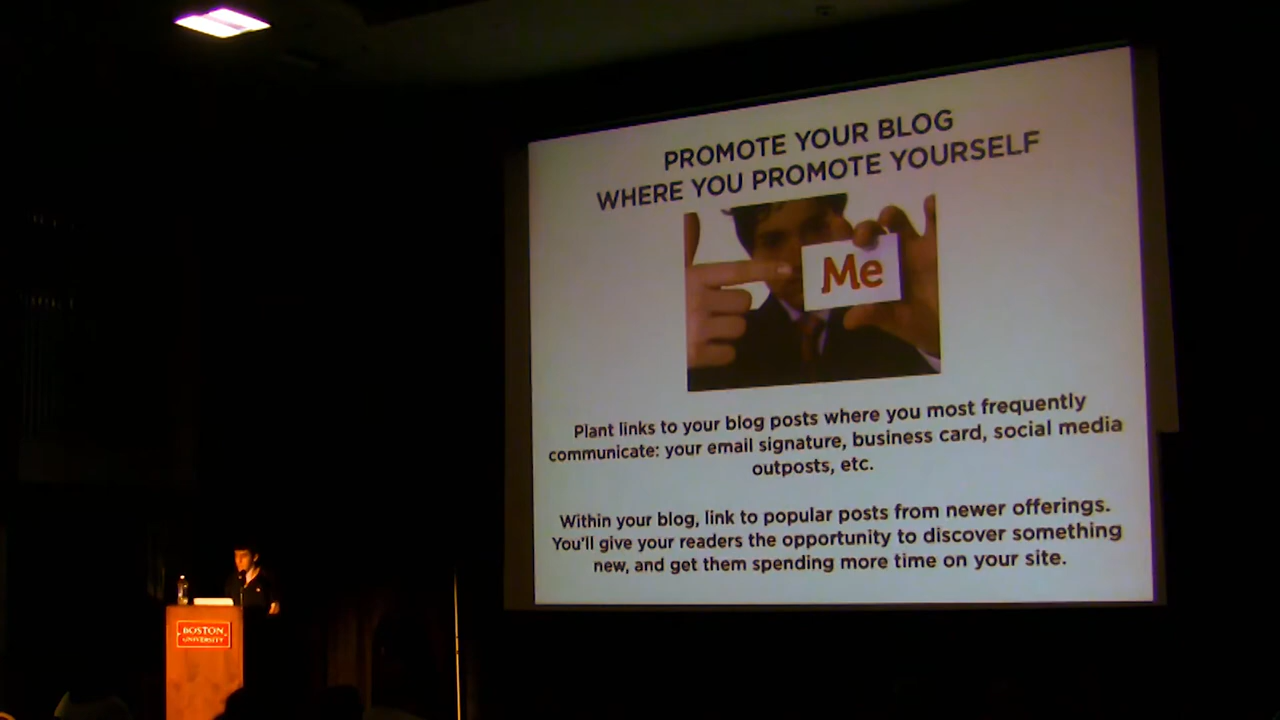 PROMOTE YOUR BLOG
WHERE YOU PROMOTE YOURSELF
Me
Plant links to your blog posts where you most frequently
communicate: your email signature, business card, social media
outposts, etc.
Within your blog, link to popular posts from newer offerings.
You'll give your readers the opportunity to discover something
new, and get them spending more time on your site.
BOSTON
UNIVERSITY